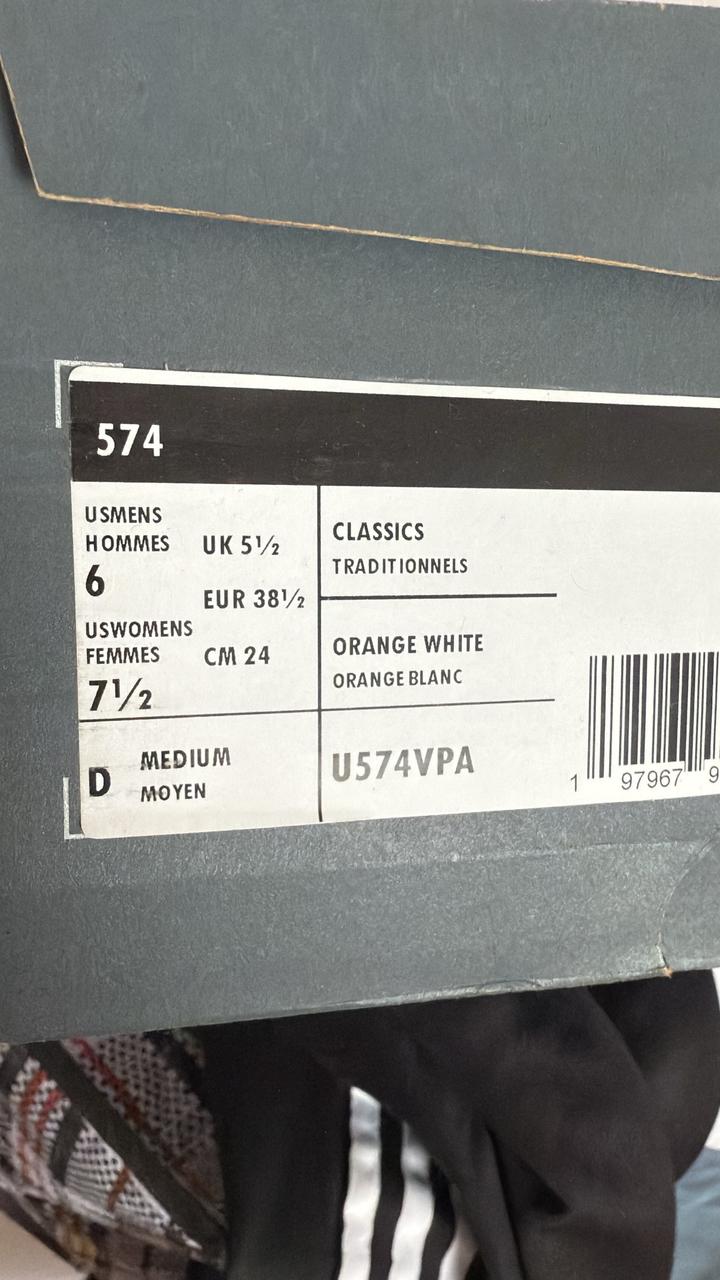 574
USMENS
HOMMES
6
UK 5½
EUR 38½
USWOMENS
FEMMES
7½
CM 24
D
MEDIUM
MOYEN
CLASSICS
TRADITIONNELS
ORANGE WHITE
ORANGE BLANC
U574VPA
1 97967 9